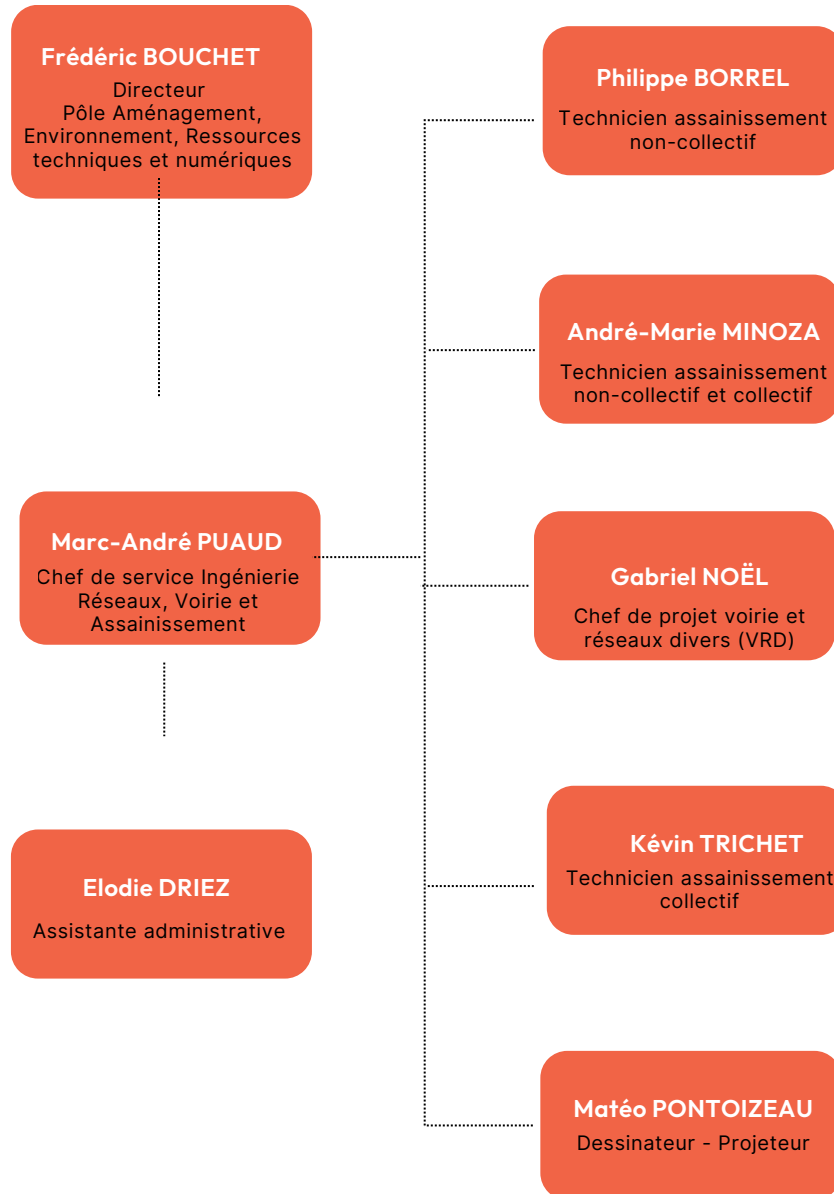 Frédéric BOUCHET
Directeur
Pôle Aménagement,
Environnement, Ressources
techniques et numériques
Marc-André PUAUD
Chef de service Ingénierie
Réseaux, Voirie et
Assainissement
Elodie DRIEZ
Assistante administrative
Philippe BORREL
Technicien assainissement
non-collectif
André-Marie MINOZA
Technicien assainissement
non-collectif et collectif
Gabriel NOËL
Chef de projet voirie et
réseaux divers (VRD)
Kévin TRICHET
Technicien assainissement
collectif
Matéo PONTOIZEAU
Dessinateur - Projeteur